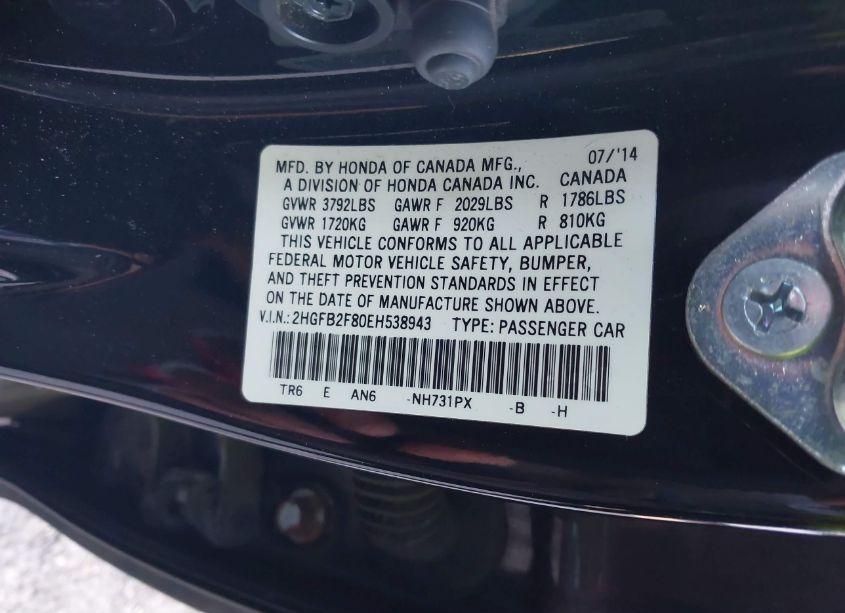 MFD. BY HONDA OF CANADA MFG., 07/'14
A DIVISION OF HONDA CANADA INC. CANADA
GVWR 3792LBS GAWR F 2029LBS R 1786LBS
GVWR 1720KG GAWR F 920KG R 810KG
THIS VEHICLE CONFORMS TO ALL APPLICABLE
FEDERAL MOTOR VEHICLE SAFETY, BUMPER,
AND THEFT PREVENTION STANDARDS IN EFFECT
ON THE DATE OF MANUFACTURE SHOWN ABOVE.
V.I.N.: 2HGFB2F80EH538943 TYPE: PASSENGER CAR
TR6 E AN6 -NH731PX -B -H